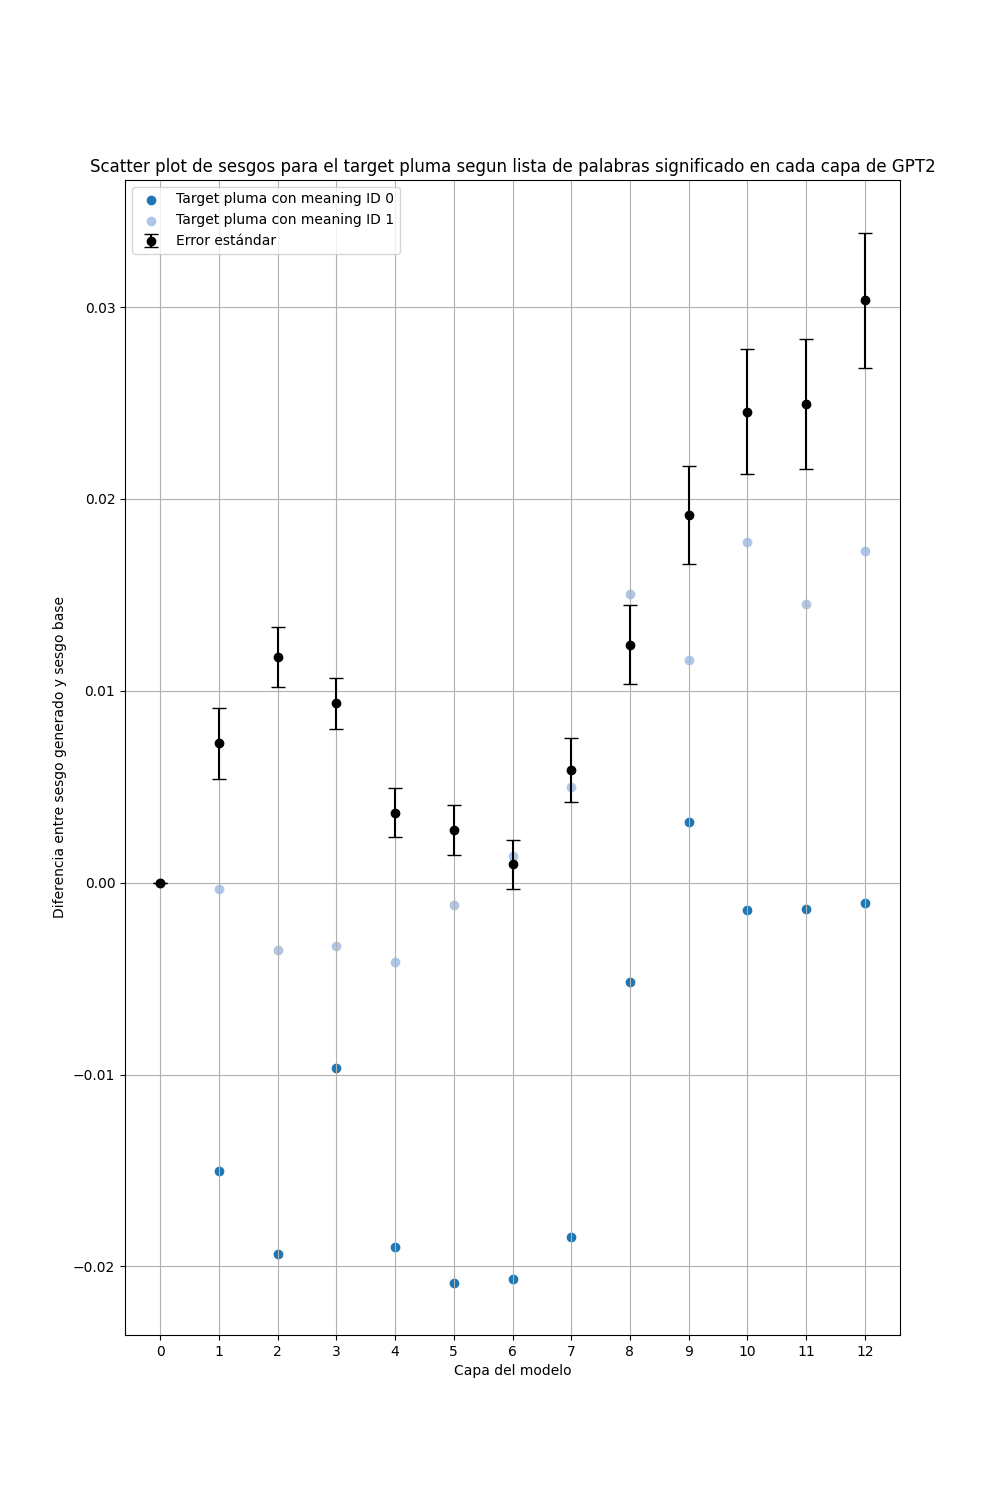 Scatter plot de sesgos para el target pluma segun lista de palabras significado en cada capa de GPT2
Target pluma con meaning ID 0
Target pluma con meaning ID 1
Error estándar
0.03
0.02
0.01
0.00
−0.01
−0.02
Diferencia entre sesgo generado y sesgo base
0 1 2 3 4 5 6 7 8 9 10 11 12
Capa del modelo